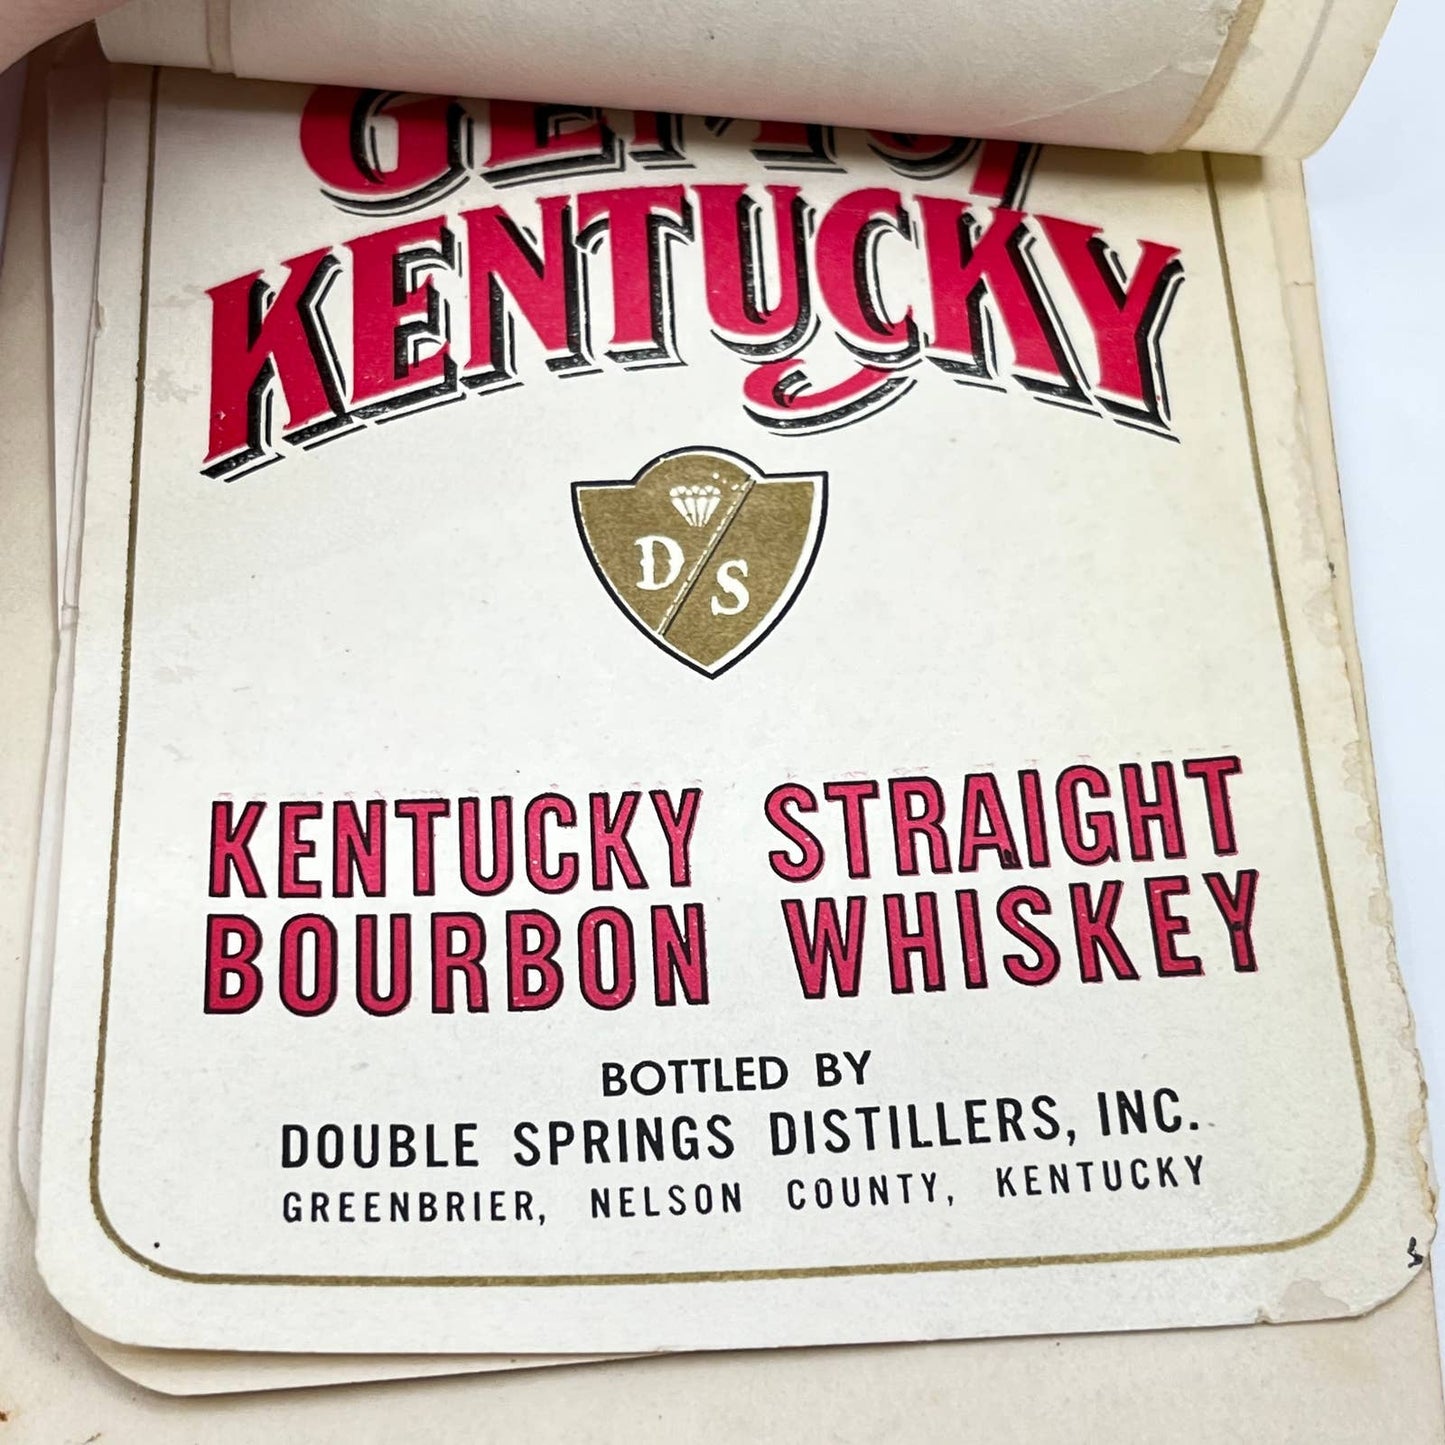 KENTUCKY
D S
KENTUCKY STRAIGHT
BOURBON WHISKEY
BOTTLED BY
DOUBLE SPRINGS DISTILLERS, INC.
GREENBRIER, NELSON COUNTY, KENTUCKY